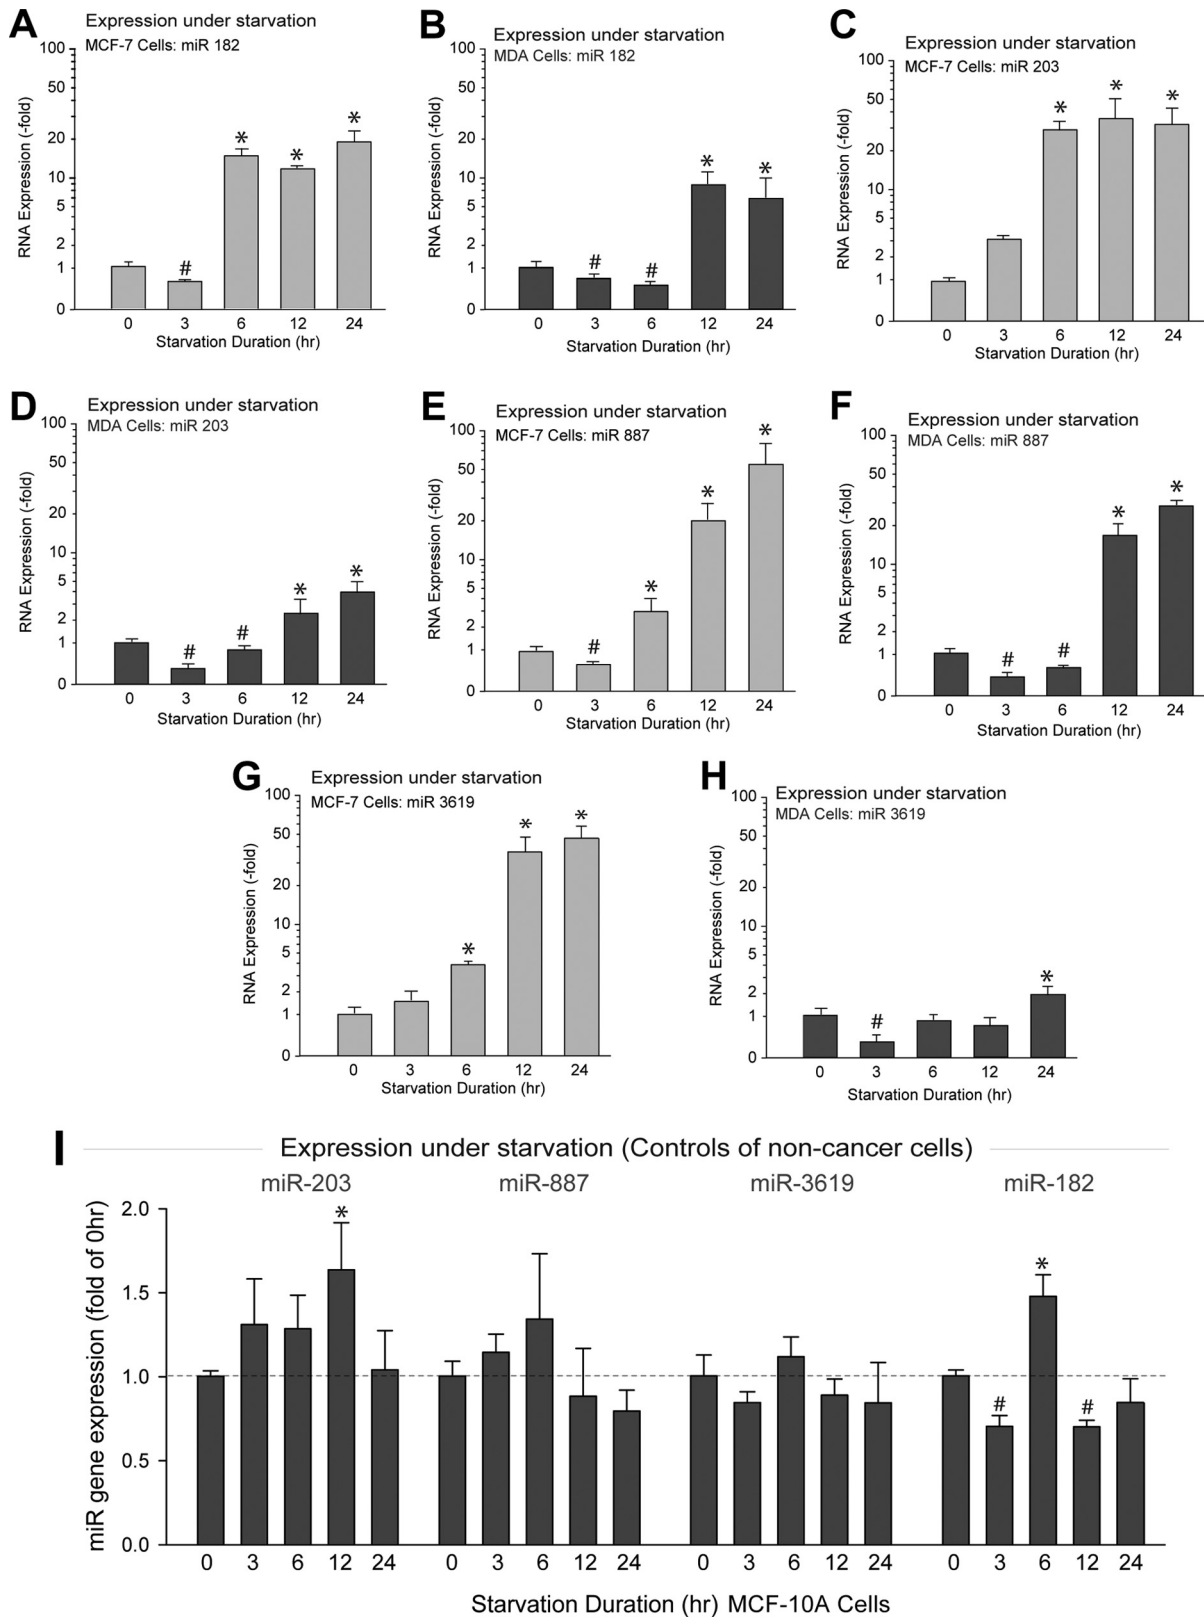 A
Expression under starvation
MCF-7 Cells: miR 182
RNA Expression (-fold)
100
50
20
10
5
2
1
0
* * *
#
0 3 6 12 24
Starvation Duration (hr)
B
Expression under starvation
MDA Cells: miR 182
RNA Expression (-fold)
100
50
20
10
5
2
1
0
# # * *
0 3 6 12 24
Starvation Duration (hr)
C
Expression under starvation
MCF-7 Cells: miR 203
RNA Expression (-fold)
100
50
20
10
5
2
1
0
* * *
0 3 6 12 24
Starvation Duration (hr)
D
Expression under starvation
MDA Cells: miR 203
RNA Expression (-fold)
100
50
20
10
5
2
1
0
# # * *
0 3 6 12 24
Starvation Duration (hr)
E
Expression under starvation
MCF-7 Cells: miR 887
RNA Expression (-fold)
100
50
20
10
5
2
1
0
# * * *
0 3 6 12 24
Starvation Duration (hr)
F
Expression under starvation
MDA Cells: miR 887
RNA Expression (-fold)
100
50
20
10
5
2
1
0
# # * *
0 3 6 12 24
Starvation Duration (hr)
G
Expression under starvation
MCF-7 Cells: miR 3619
RNA Expression (-fold)
100
50
20
10
5
2
1
0
* * *
0 3 6 12 24
Starvation Duration (hr)
H
Expression under starvation
MDA Cells: miR 3619
RNA Expression (-fold)
100
50
20
10
5
2
1
0
# *
0 3 6 12 24
Starvation Duration (hr)
I
Expression under starvation (Controls of non-cancer cells)
miR-203 miR-887 miR-3619 miR-182
miR gene expression (fold of 0hr)
2.0
1.5
1.0
0.5
0.0
* # * #
0 3 6 12 24 0 3 6 12 24 0 3 6 12 24 0 3 6 12 24
Starvation Duration (hr) MCF-10A Cells